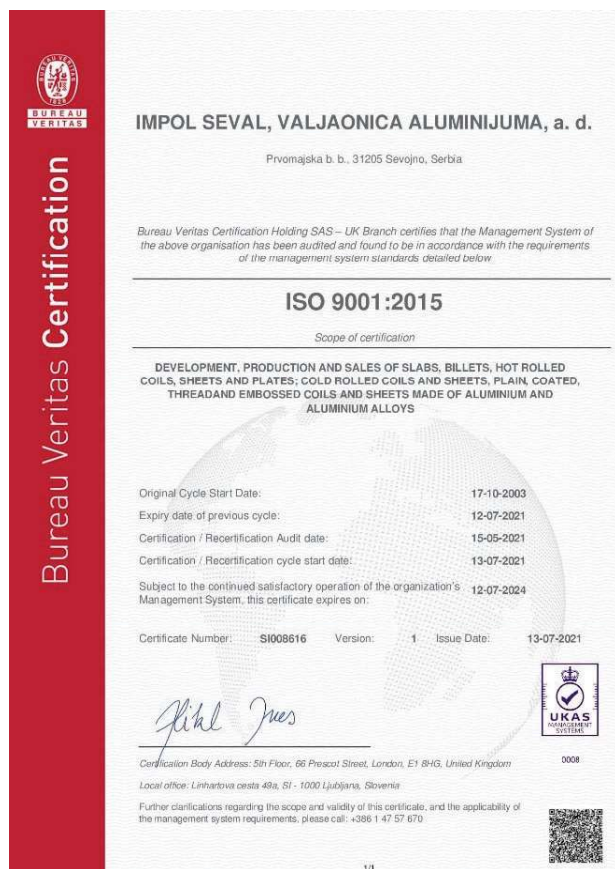 BUREAU VERITAS
1828
BUREAU
VERITAS
Bureau Veritas Certification
IMPOL SEVAL, VALJAONICA ALUMINIJUMA, a. d.
Prvomajska b. b., 31205 Sevojno, Serbia
Bureau Veritas Certification Holding SAS – UK Branch certifies that the Management System of
the above organisation has been audited and found to be in accordance with the requirements
of the management system standards detailed below
ISO 9001:2015
Scope of certification
DEVELOPMENT, PRODUCTION AND SALES OF SLABS, BILLETS, HOT ROLLED
COILS, SHEETS AND PLATES; COLD ROLLED COILS AND SHEETS, PLAIN, COATED,
THREADAND EMBOSSED COILS AND SHEETS MADE OF ALUMINIUM AND
ALUMINIUM ALLOYS
Original Cycle Start Date: 17-10-2003
Expiry date of previous cycle: 12-07-2021
Certification / Recertification Audit date: 15-05-2021
Certification / Recertification cycle start date: 13-07-2021
Subject to the continued satisfactory operation of the organization's
Management System, this certificate expires on: 12-07-2024
Certificate Number: SI008616 Version: 1 Issue Date: 13-07-2021
UKAS
MANAGEMENT
SYSTEMS
0008
Certification Body Address: 5th Floor, 66 Prescot Street, London, E1 8HG, United Kingdom
Local office: Linhartova cesta 49a, SI - 1000 Ljubljana, Slovenia
Further clarifications regarding the scope and validity of this certificate, and the applicability of
the management system requirements, please call: +386 1 47 57 670
1/1